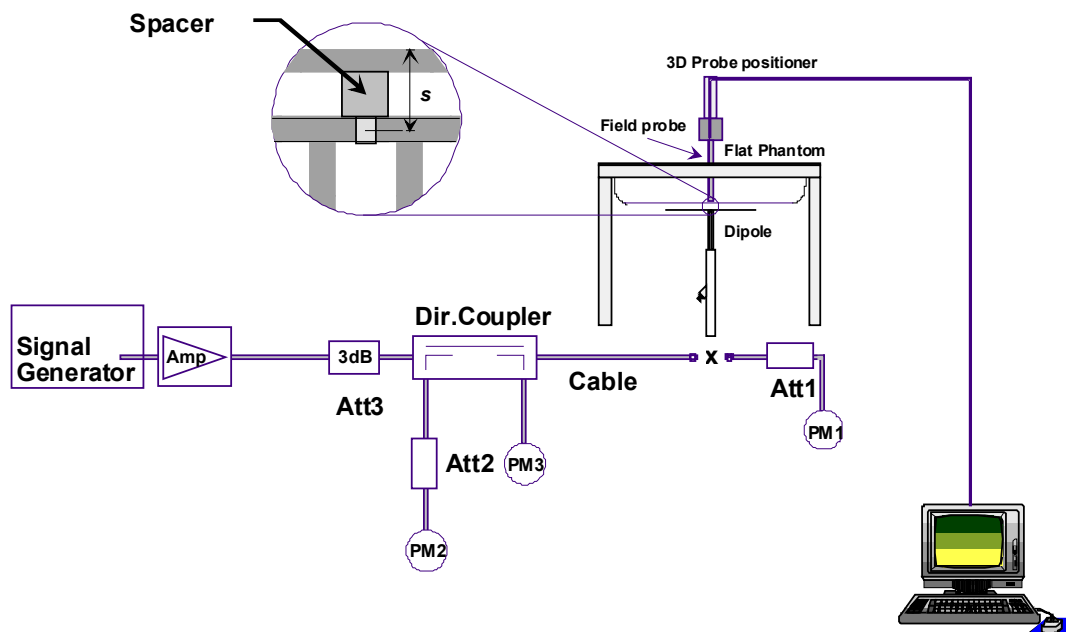 Spacer
s
3D Probe positioner
Field probe
Flat Phantom
Dipole
Dir.Coupler
Signal
Generator
Amp
3dB
Att3
Cable
x
Att1
PM1
Att2
PM3
PM2